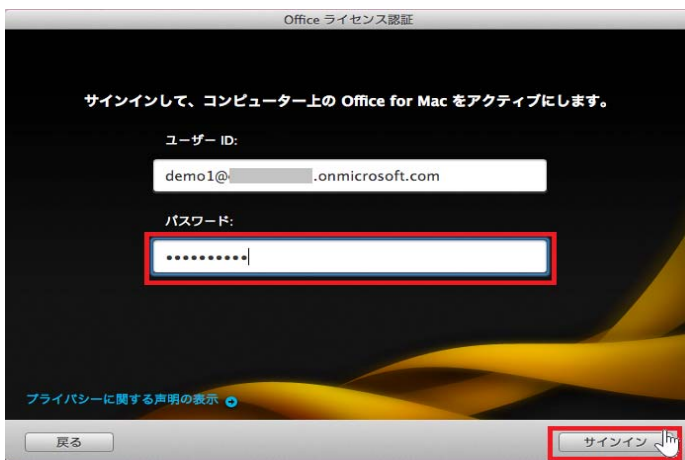 Office ライセンス認証
サインインして、コンピューター上の Office for Mac をアクティブにします。
ユーザー ID:
demo1@ .onmicrosoft.com
パスワード:
••••••••••
プライバシーに関する声明の表示
戻る
サインイン